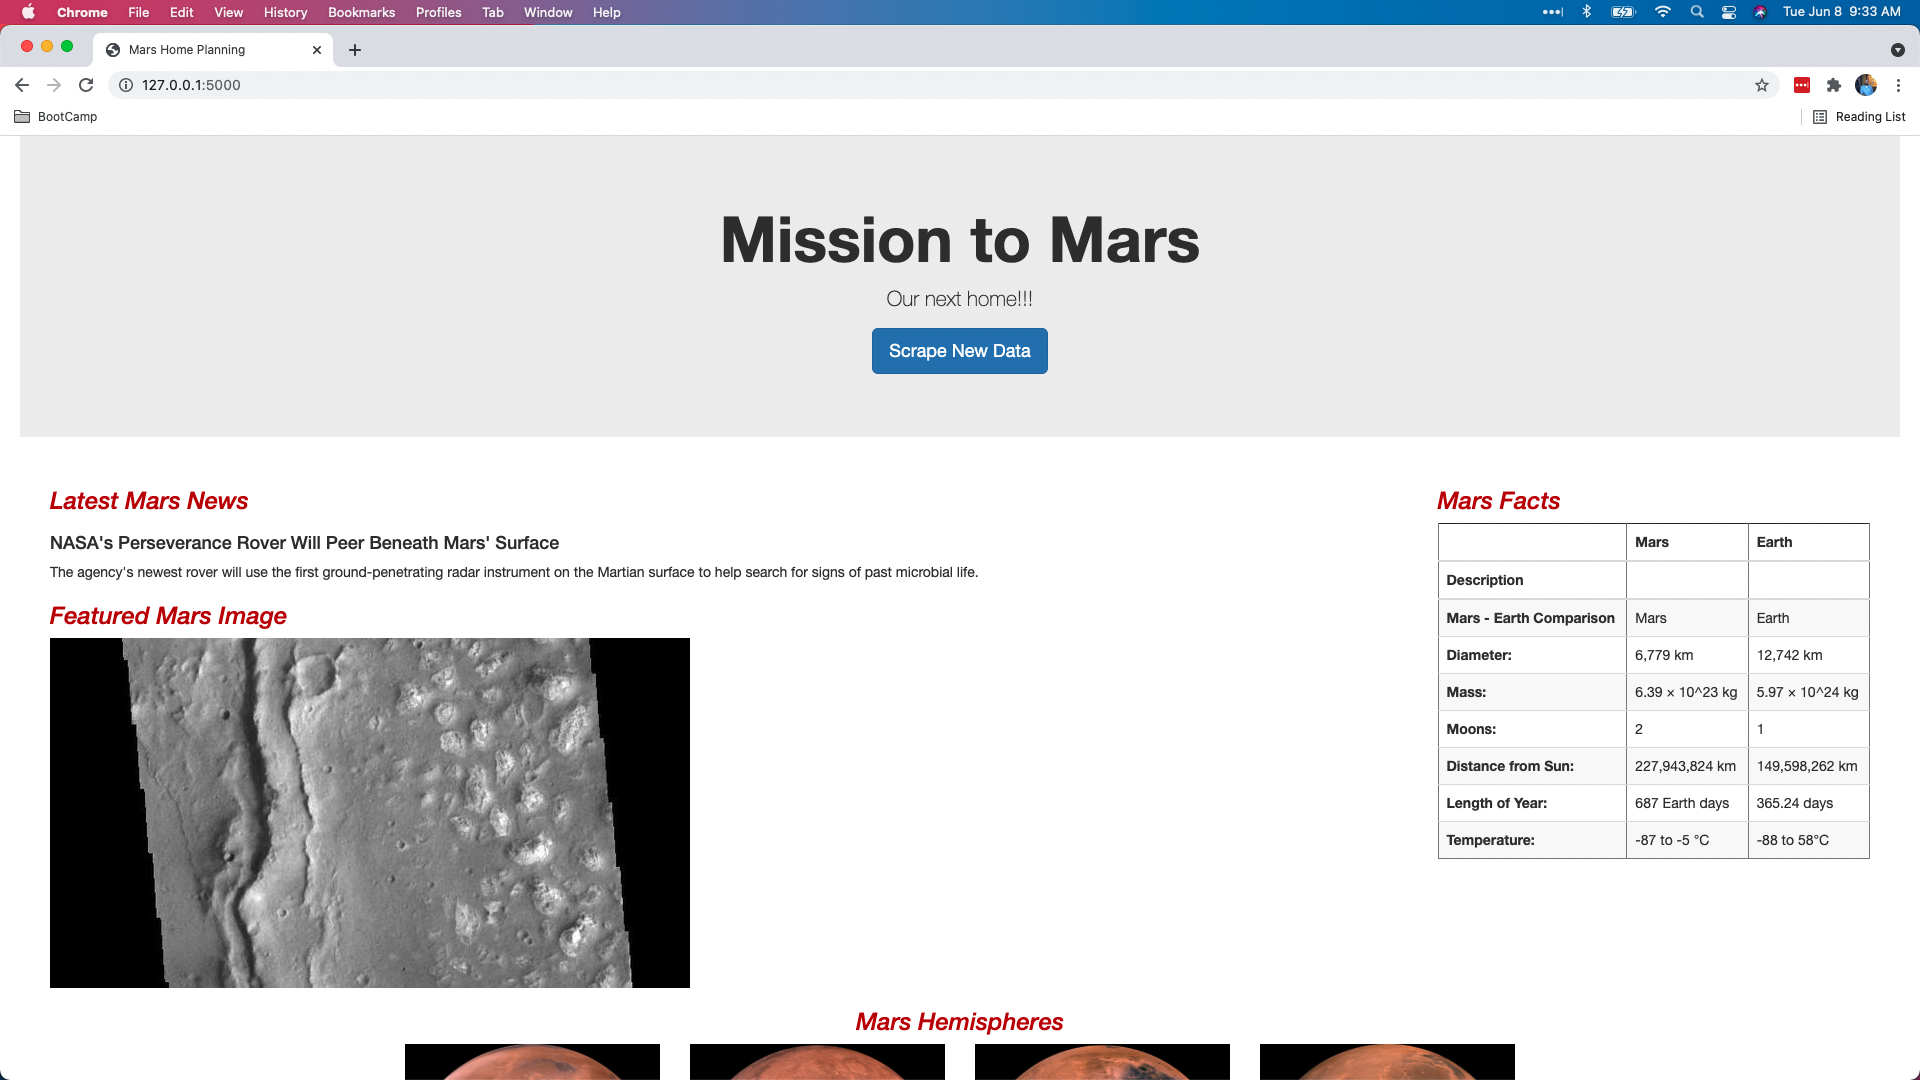 Chrome File Edit View History Bookmarks Profiles Tab Window Help Tue Jun 8 9:33 AM
Mars Home Planning
127.0.0.1:5000
BootCamp Reading List
Mission to Mars
Our next home!!!
Scrape New Data
Latest Mars News
NASA's Perseverance Rover Will Peer Beneath Mars' Surface
The agency's newest rover will use the first ground-penetrating radar instrument on the Martian surface to help search for signs of past microbial life.
Featured Mars Image
Mars Facts
Mars Earth
Description
Mars - Earth Comparison Mars Earth
Diameter: 6,779 km 12,742 km
Mass: 6.39 × 10^23 kg 5.97 × 10^24 kg
Moons: 2 1
Distance from Sun: 227,943,824 km 149,598,262 km
Length of Year: 687 Earth days 365.24 days
Temperature: -87 to -5 °C -88 to 58°C
Mars Hemispheres